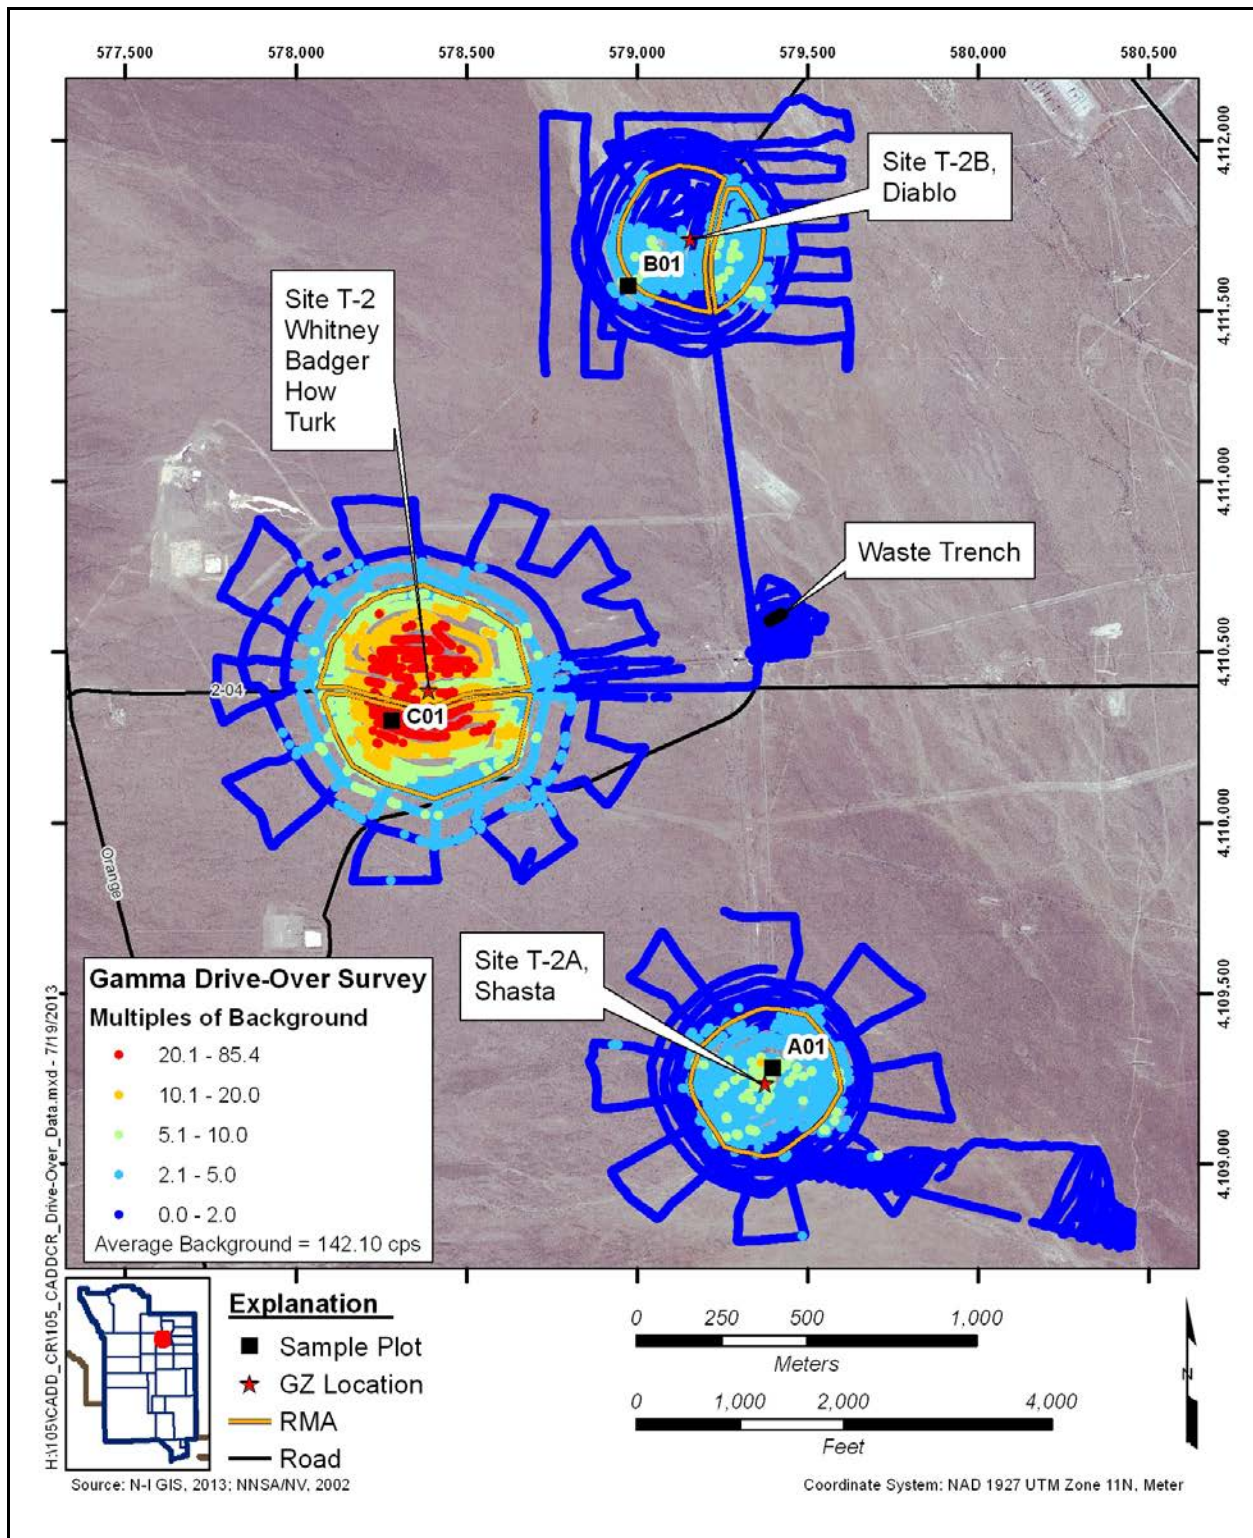 577.500 578.000 578.500 579.000 579.500 580.000 580.500
4.112.000
4.111.500
4.111.000
4.110.500
4.110.000
4.109.500
4.109.000
Site T-2B,
Diablo
B01
Site T-2
Whitney
Badger
How
Turk
Waste Trench
2-04
C01
Orange
Site T-2A,
Shasta
A01
Gamma Drive-Over Survey
Multiples of Background
20.1 - 85.4
10.1 - 20.0
5.1 - 10.0
2.1 - 5.0
0.0 - 2.0
Average Background = 142.10 cps
H:\105\CADD_CR\105_CADDCR_Drive-Over_Data.mxd - 7/19/2013
Explanation
Sample Plot
GZ Location
RMA
Road
0 250 500 1,000
Meters
0 1,000 2,000 4,000
Feet
N
Source: N-I GIS, 2013; NNSA/NV, 2002
Coordinate System: NAD 1927 UTM Zone 11N, Meter